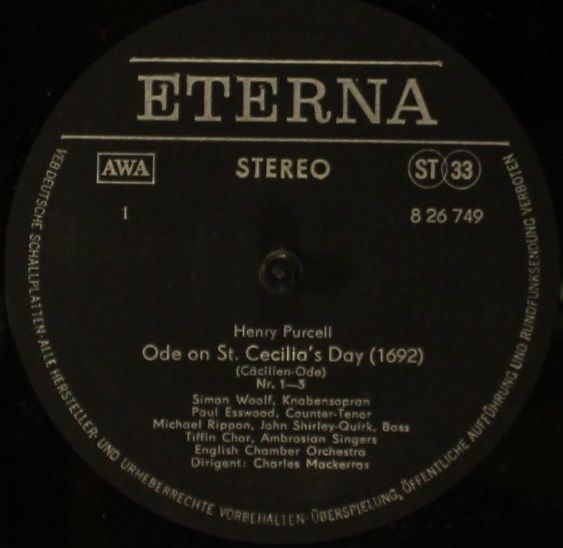 ETERNA
AWA
STEREO
ST 33
1
8 26 749
Henry Purcell
Ode on St. Cecilia's Day (1692)
(Cäcilien-Ode)
Nr. 1—5
Simon Woolf, Knabensopran
Paul Esswood, Counter-Tenor
Michael Rippon, John Shirley-Quirk, Bass
Tiffin Chor, Ambrosian Singers
English Chamber Orchestra
Dirigent: Charles Mackerras
VEB DEUTSCHE SCHALLPLATTEN · ALLE HERSTELLER- UND URHEBERRECHTE VORBEHALTEN · ÜBERSPIELUNG, ÖFFENTLICHE AUFFÜHRUNG UND RUNDFUNKSENDUNG VERBOTEN